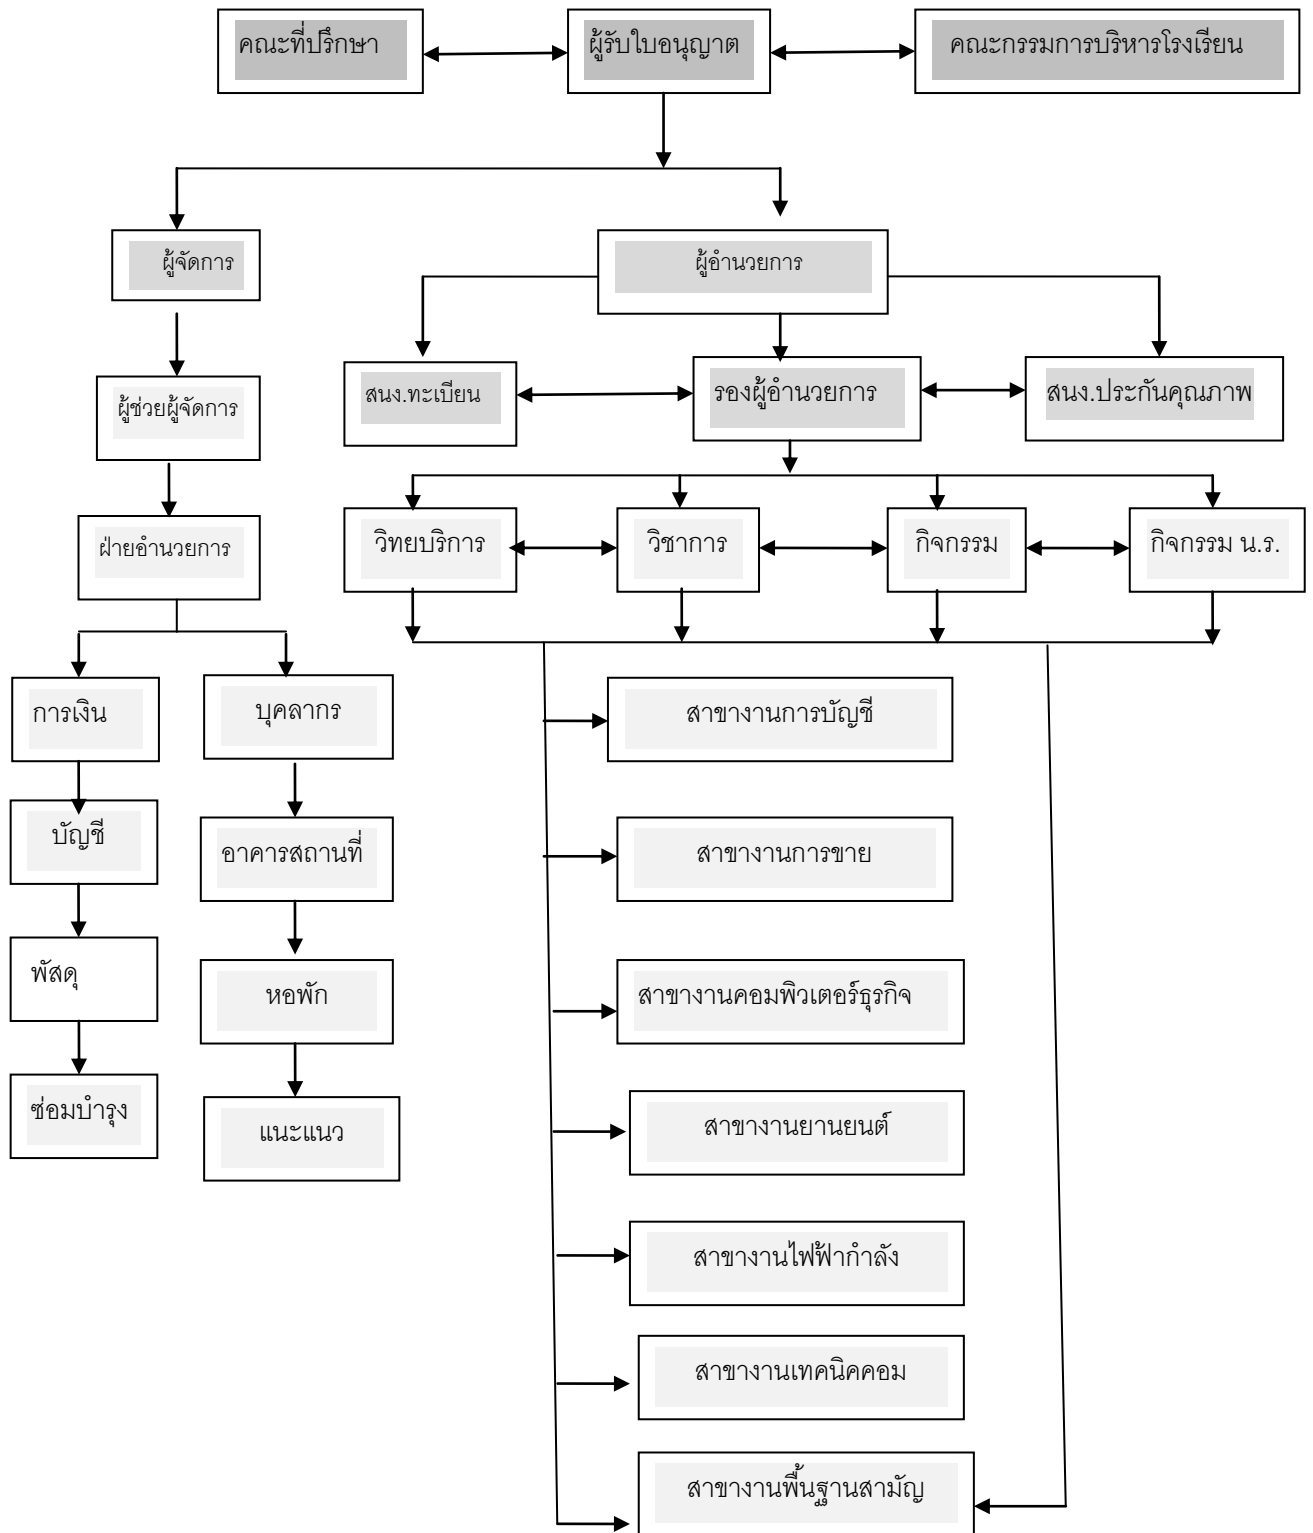 คณะที่ปรึกษา
ผู้รับใบอนุญาต
คณะกรรมการบริหารโรงเรียน
ผู้จัดการ
ผู้อำนวยการ
ผู้ช่วยผู้จัดการ
สนง.ทะเบียน
รองผู้อำนวยการ
สนง.ประกันคุณภาพ
ฝ่ายอำนวยการ
วิทยบริการ
วิชาการ
กิจกรรม
กิจกรรม น.ร.
การเงิน
บุคลากร
สาขางานการบัญชี
บัญชี
อาคารสถานที่
สาขางานการขาย
พัสดุ
หอพัก
สาขางานคอมพิวเตอร์ธุรกิจ
ซ่อมบำรุง
แนะแนว
สาขางานยานยนต์
สาขางานไฟฟ้ากำลัง
สาขางานเทคนิคคอม
สาขางานพื้นฐานสามัญ